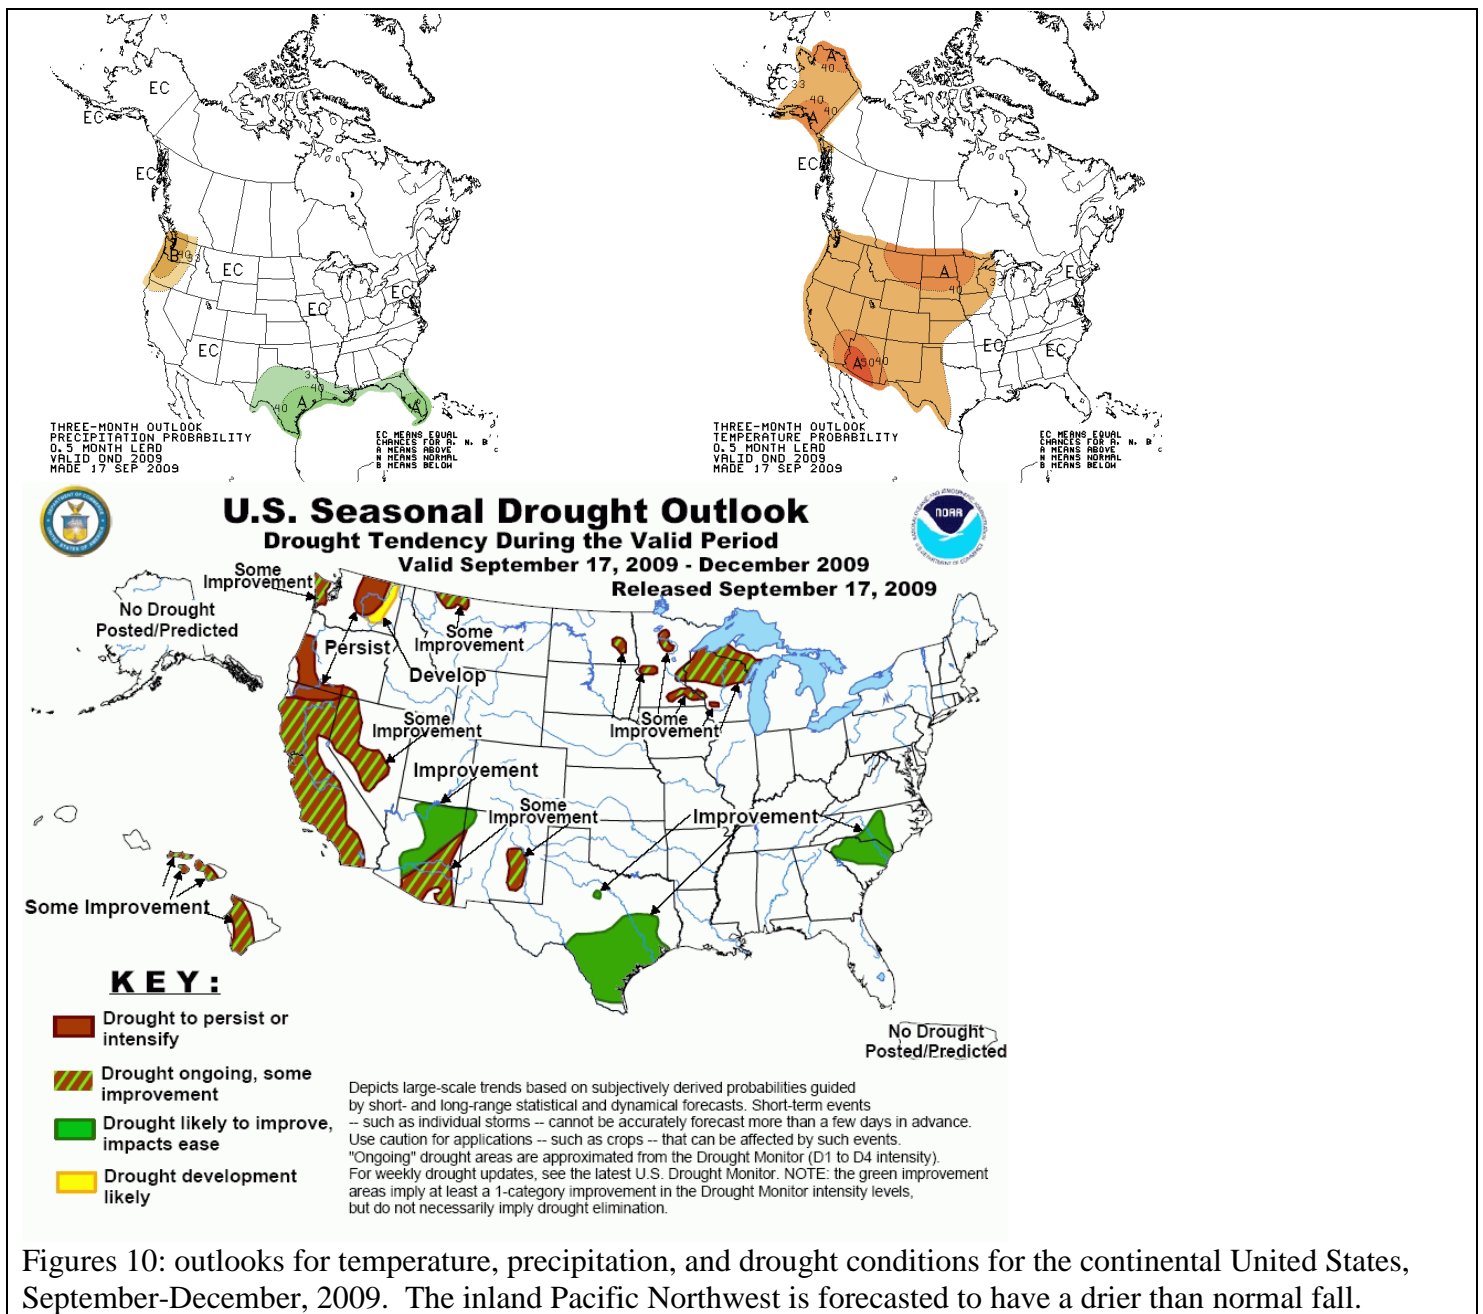 EC
EC
EC
B 40 33
EC
EC
EC
EC
33
40
40
A
A
THREE-MONTH OUTLOOK
PRECIPITATION PROBABILITY
0.5 MONTH LEAD
VALID OND 2009
MADE 17 SEP 2009
EC MEANS EQUAL
CHANCES FOR A, N, B
A MEANS ABOVE
N MEANS NORMAL
B MEANS BELOW
A
40
EC 33
40
40
A
EC
A
40
33
EC
EC
EC
A 50 40
THREE-MONTH OUTLOOK
TEMPERATURE PROBABILITY
0.5 MONTH LEAD
VALID OND 2009
MADE 17 SEP 2009
EC MEANS EQUAL
CHANCES FOR A, N, B
A MEANS ABOVE
N MEANS NORMAL
B MEANS BELOW
U.S. Seasonal Drought Outlook
Drought Tendency During the Valid Period
Valid September 17, 2009 - December 2009
Released September 17, 2009
NOAA
Some
Improvement
No Drought
Posted/Predicted
Persist
Some
Improvement
Develop
Some
Improvement
Some
Improvement
Improvement
Some
Improvement
Improvement
Some Improvement
No Drought
Posted/Predicted
KEY:
Drought to persist or
intensify
Drought ongoing, some
improvement
Drought likely to improve,
impacts ease
Drought development
likely
Depicts large-scale trends based on subjectively derived probabilities guided
by short- and long-range statistical and dynamical forecasts. Short-term events
-- such as individual storms -- cannot be accurately forecast more than a few days in advance.
Use caution for applications -- such as crops -- that can be affected by such events.
"Ongoing" drought areas are approximated from the Drought Monitor (D1 to D4 intensity).
For weekly drought updates, see the latest U.S. Drought Monitor. NOTE: the green improvement
areas imply at least a 1-category improvement in the Drought Monitor intensity levels,
but do not necessarily imply drought elimination.
Figures 10: outlooks for temperature, precipitation, and drought conditions for the continental United States,
September-December, 2009.  The inland Pacific Northwest is forecasted to have a drier than normal fall.